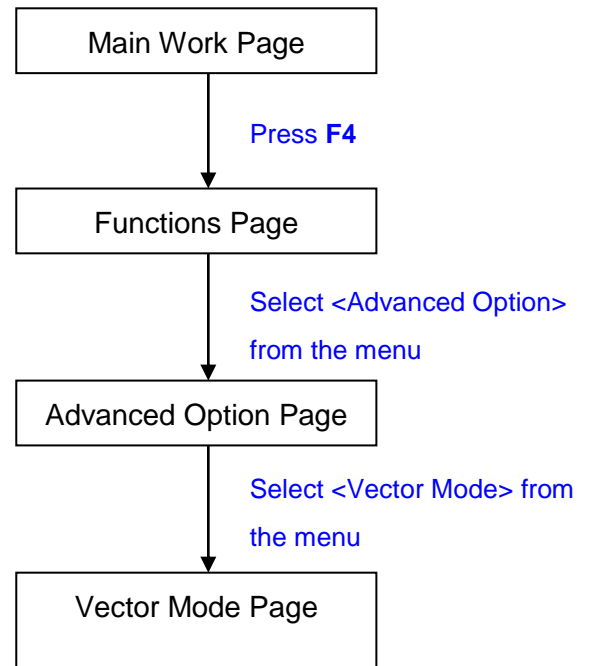 Main Work Page
Press F4
Functions Page
Select <Advanced Option>
from the menu
Advanced Option Page
Select <Vector Mode> from
the menu
Vector Mode Page